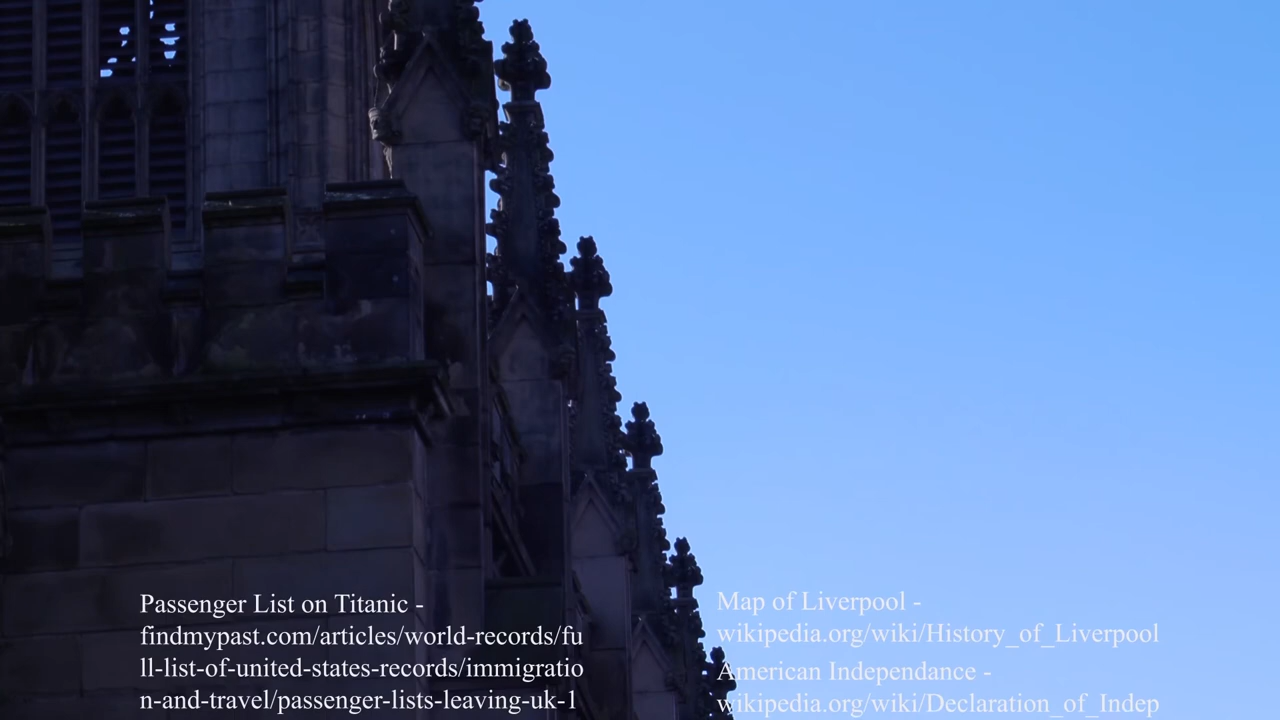 Passenger List on Titanic -
findmypast.com/articles/world-records/fu
ll-list-of-united-states-records/immigratio
n-and-travel/passenger-lists-leaving-uk-1
Map of Liverpool -
wikipedia.org/wiki/History_of_Liverpool
American Independance -
wikipedia.org/wiki/Declaration_of_Indep